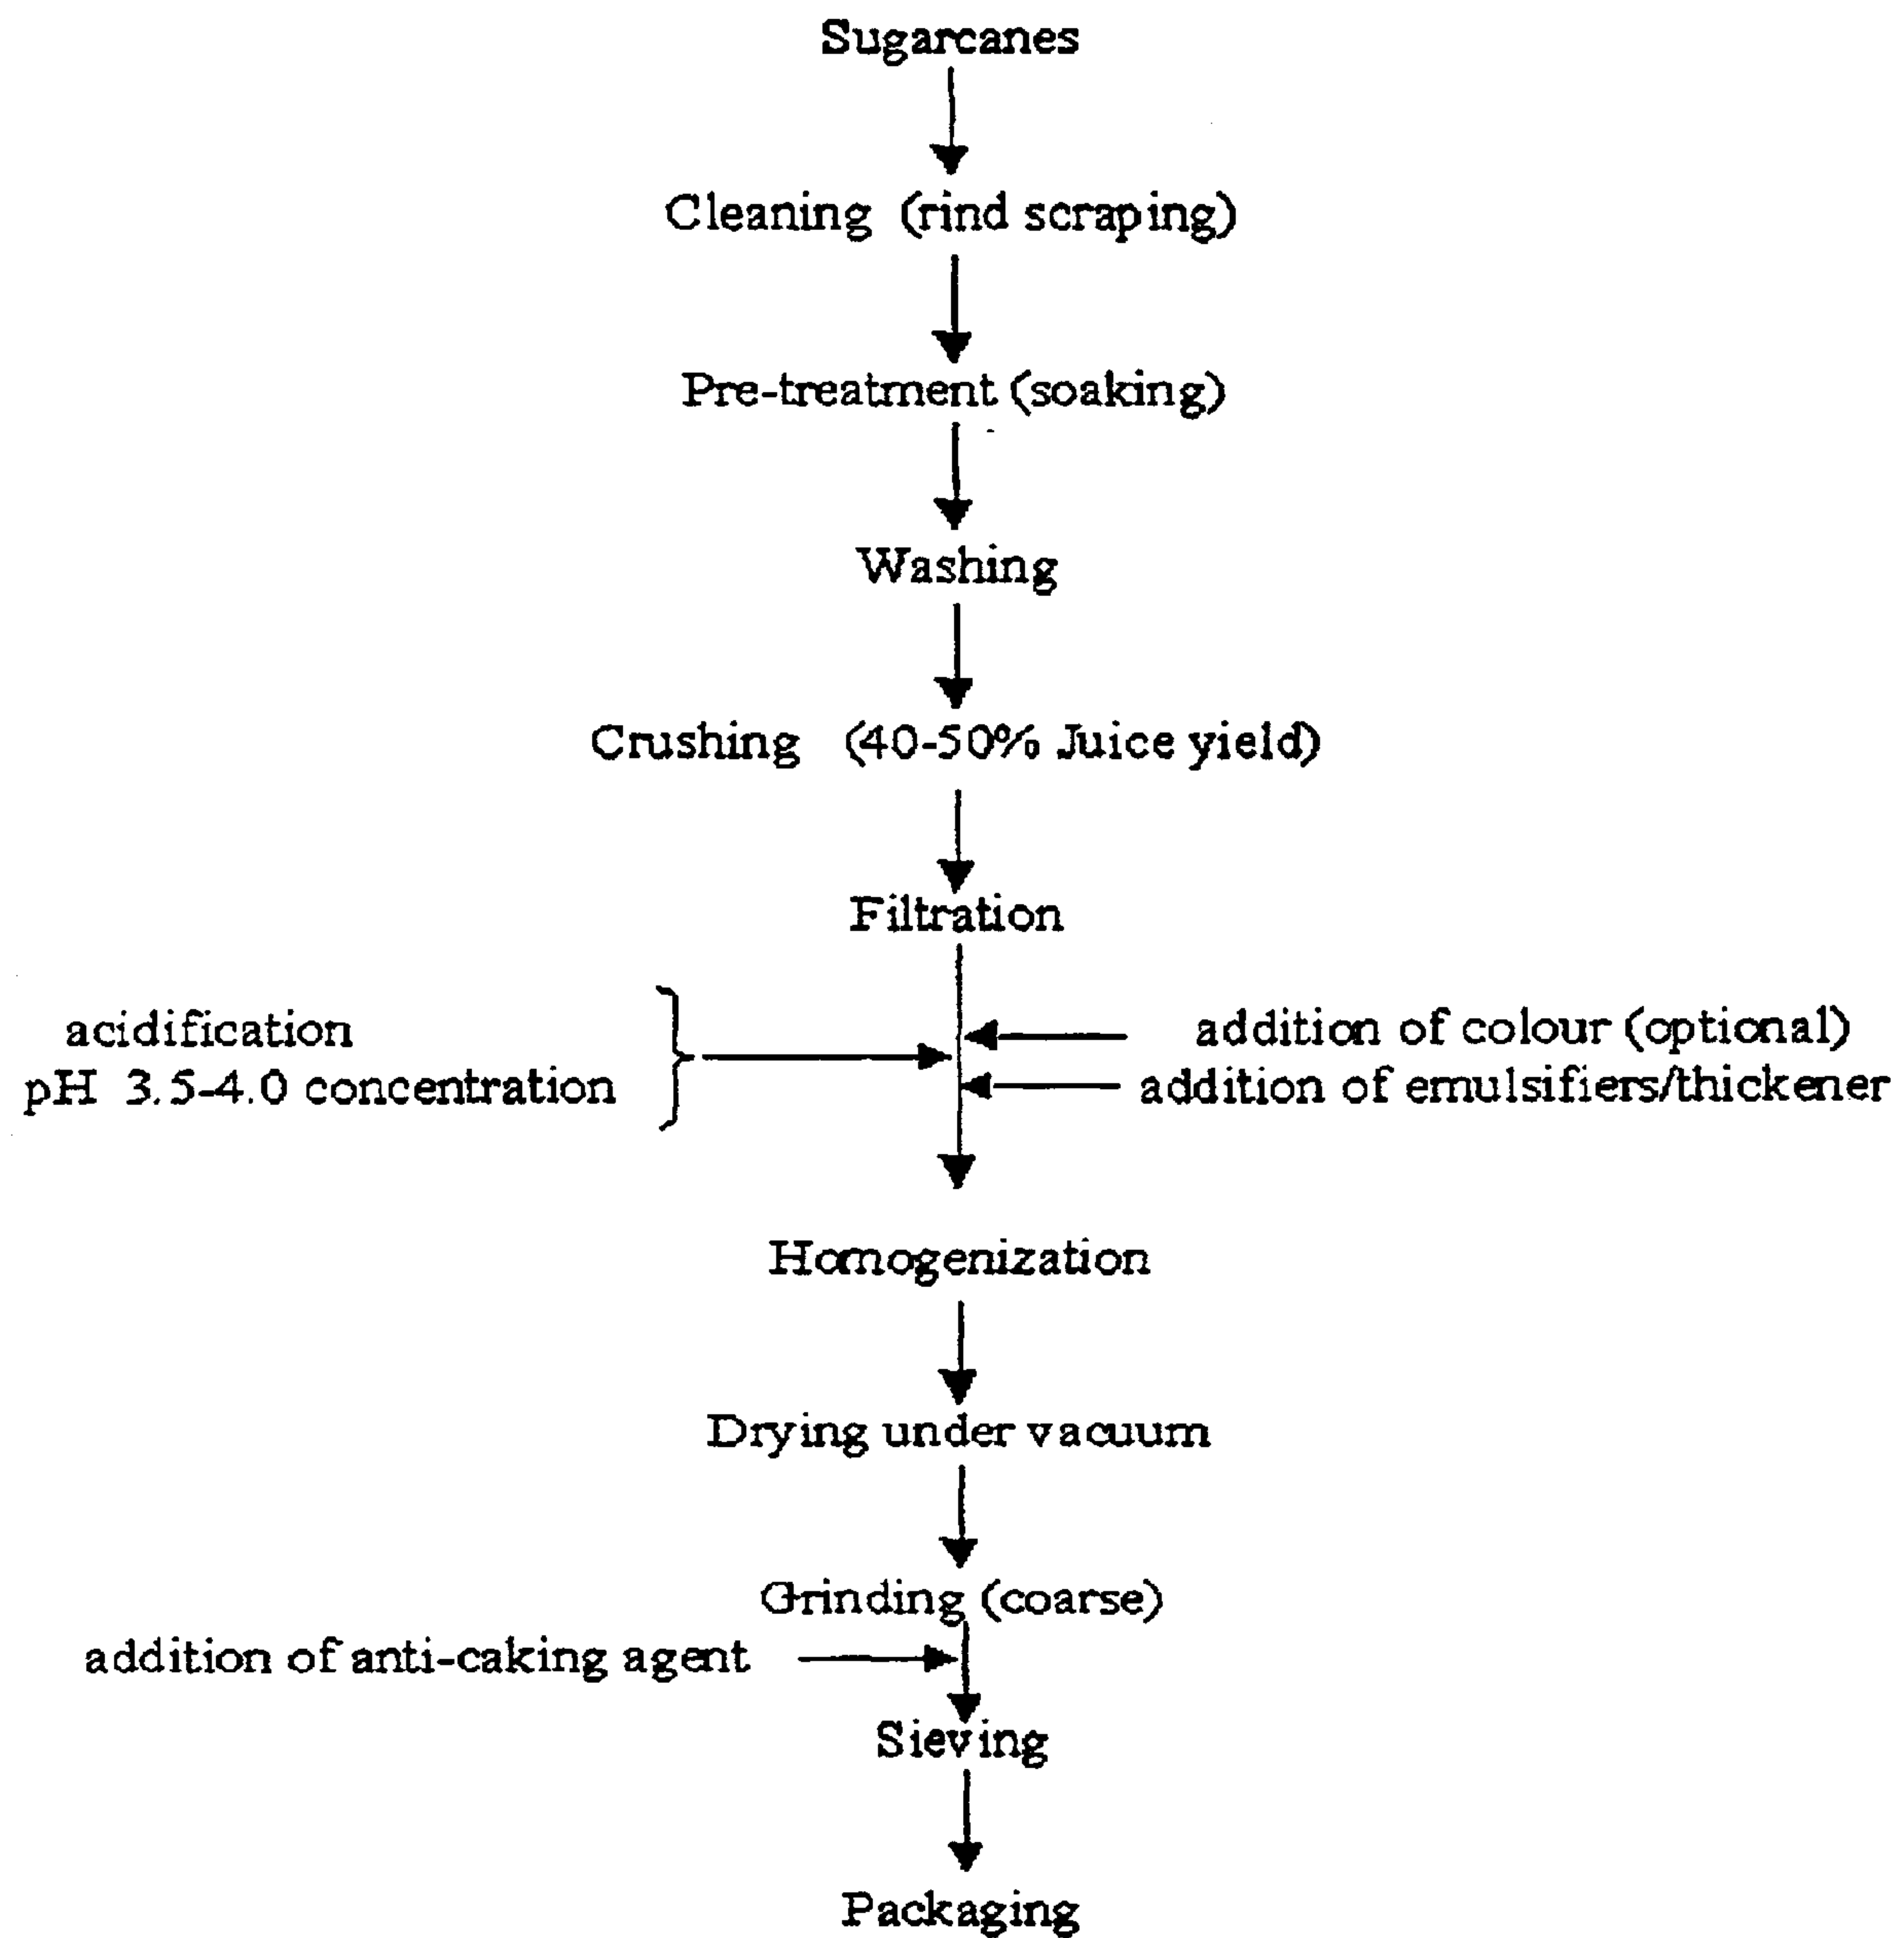 Sugarcanes
Cleaning (rind scraping)
Pre-treatment (soaking)
Washing
Crushing (40-50% Juice yield)
Filtration
acidification
pH 3.5-4.0 concentration
addition of colour (optional)
addition of emulsifiers/thickener
Homogenization
Drying under vacuum
Grinding (coarse)
addition of anti-caking agent
Sieving
Packaging